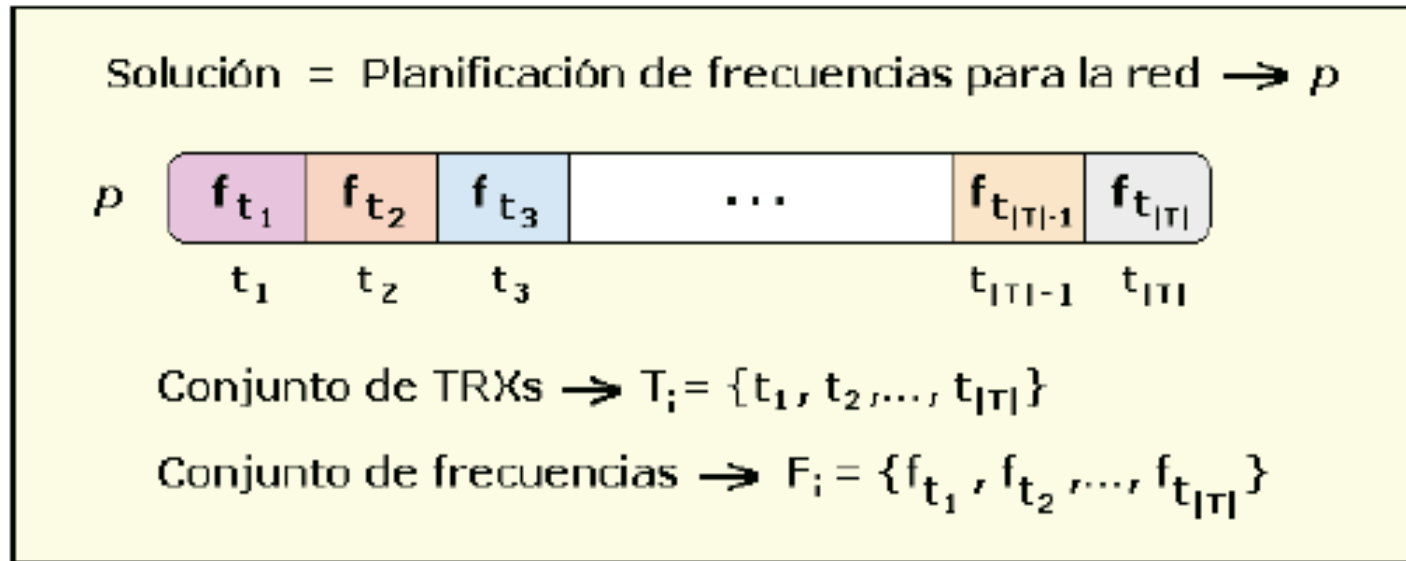 Solución = Planificación de frecuencias para la red → p
p f_t₁ f_t₂ f_t₃ ... f_t|T|-1 f_t|T|
t₁ t₂ t₃ t|T|-1 t|T|
Conjunto de TRXs → Tᵢ = {t₁, t₂,..., t|T|}
Conjunto de frecuencias → Fᵢ = {f_t₁, f_t₂,..., f_t|T|}